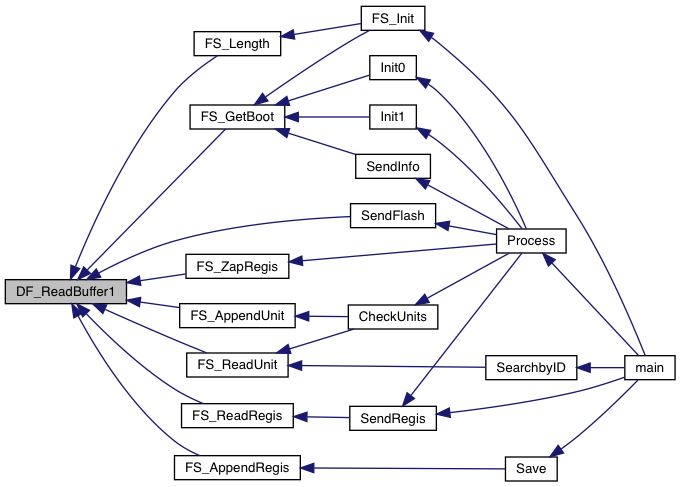 FS_Init
FS_Length
Init0
FS_GetBoot
Init1
SendInfo
SendFlash
Process
FS_ZapRegis
DF_ReadBuffer1
FS_AppendUnit
CheckUnits
FS_ReadUnit
SearchbyID
main
FS_ReadRegis
SendRegis
FS_AppendRegis
Save